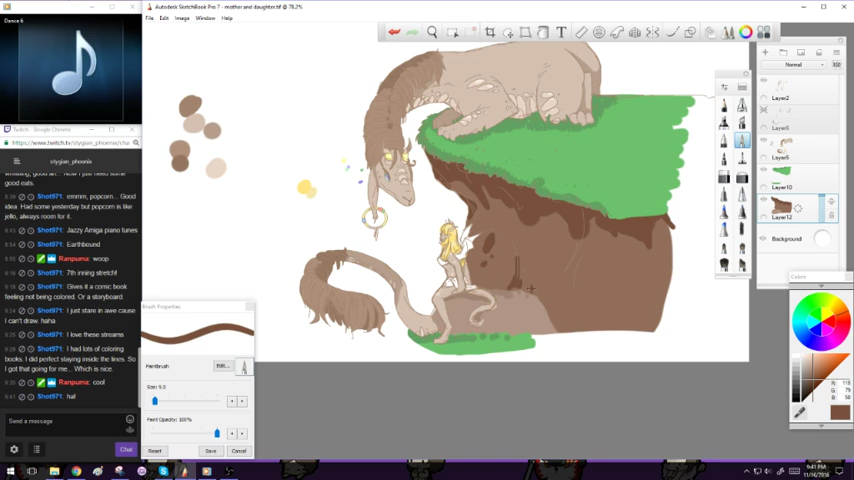 Dance 6
Autodesk SketchBook Pro 7 - mother and daughter.tif @ 78.2%
File Edit Image Window Help
Twitch - Google Chrome
https://www.twitch.tv/stygian_phoenix/chat
stygian_phoenix
good eats.
Shot971: emmm, popcorn... Good
idea. Had some yesterday but popcorn is like
jello, always room for it.
Shot971: Jazzy Amiga piano tunes
Shot971: Earthbound
Ranpuma: woop
Shot971: 7th inning stretch!
Shot971: Gives it a comic book
feeling not being colored. Or a storyboard.
Shot971: I just stare in awe cause
I can't draw. haha
Shot971: I love these streams
Shot971: I had lots of coloring
books. I did perfect staying inside the lines. So
I got that going for me... Which is nice.
Ranpuma: cool
Shot971: ha!
Send a message
Chat
Brush Properties
Paintbrush
Edit...
Size: 5.0
Paint Opacity: 100%
Reset
Save
Cancel
Normal
Layer2
Layer6
Layer5
Layer10
Layer12
Background
Colors
R
G
B
9:41 PM
11/14/2016